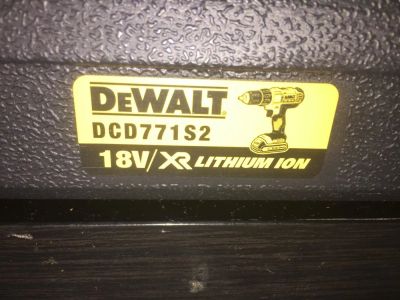 DEWALT
DCD771S2
18V/XR LITHIUM ION